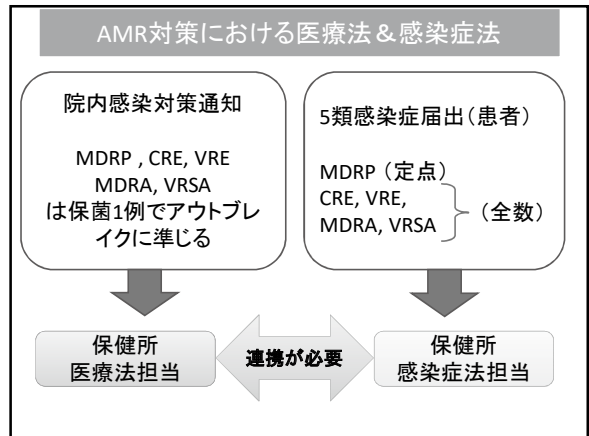 AMR対策における医療法＆感染症法
院内感染対策通知
MDRP , CRE, VRE
MDRA, VRSA
は保菌1例でアウトブレ
イクに準じる
5類感染症届出（患者）
MDRP （定点）
CRE, VRE,
MDRA, VRSA
（全数）
保健所
医療法担当
連携が必要
保健所
感染症法担当